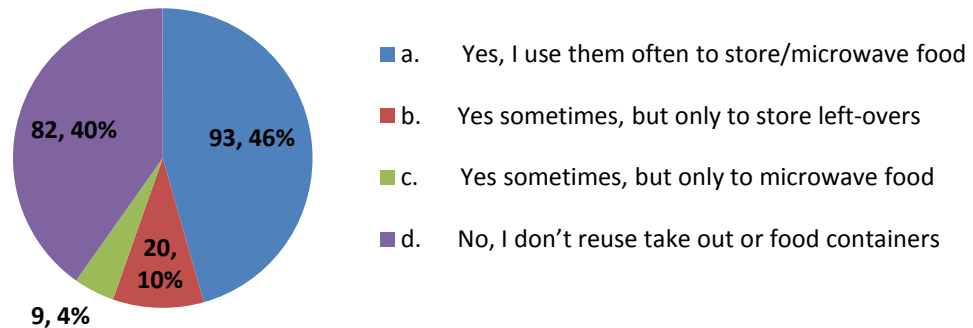 a. Yes, I use them often to store/microwave food
82, 40%
93, 46%
b. Yes sometimes, but only to store left-overs
c. Yes sometimes, but only to microwave food
d. No, I don’t reuse take out or food containers
20,
10%
9, 4%